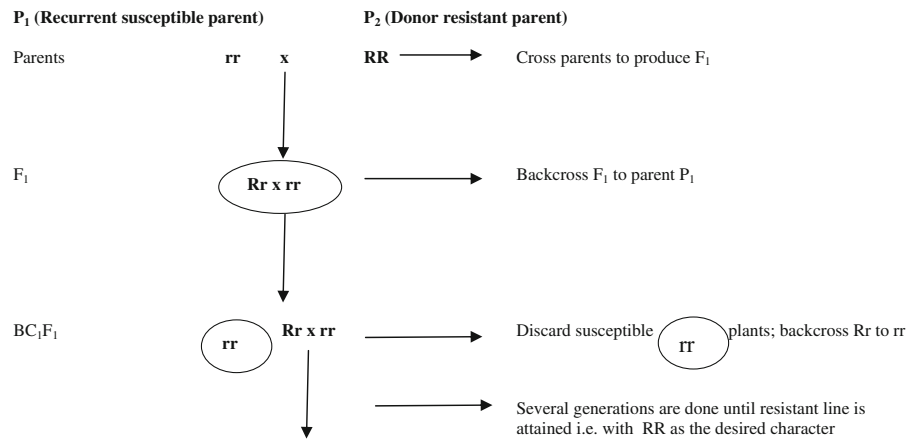 P₁ (Recurrent susceptible parent) P₂ (Donor resistant parent)
Parents rr x RR Cross parents to produce F₁
F₁ Rr x rr Backcross F₁ to parent P₁
BC₁F₁ rr Rr x rr Discard susceptible rr plants; backcross Rr to rr
Several generations are done until resistant line is
attained i.e. with RR as the desired character